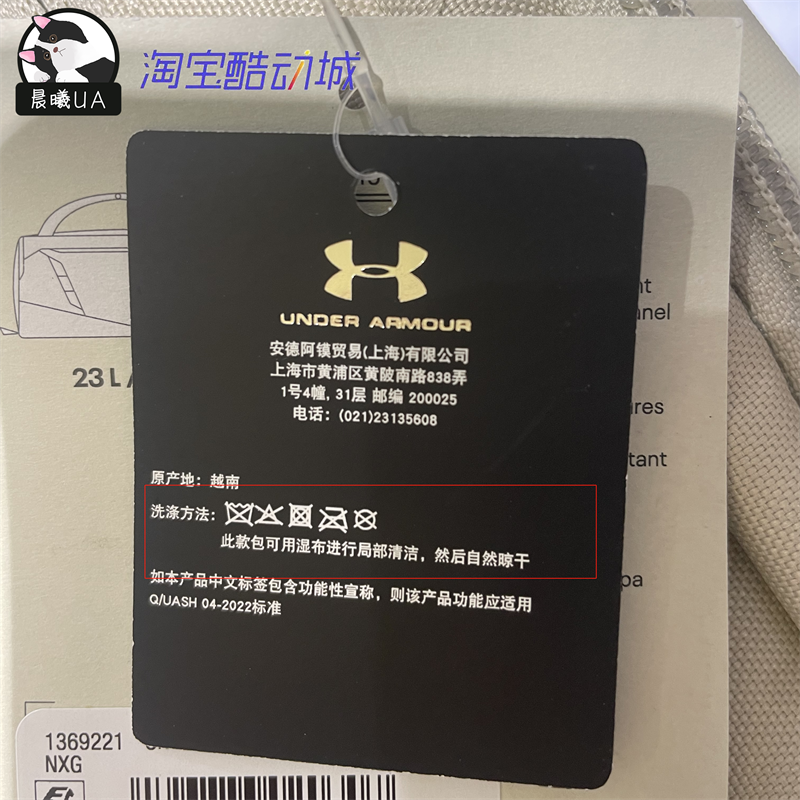 晨曦UA
淘宝酷动城
UNDER ARMOUR
安德阿镆贸易(上海)有限公司
上海市黄浦区黄陂南路838弄
1号4幢, 31层 邮编 200025
电话: (021)23135608
23L
原产地: 越南
洗涤方法:
此款包可用湿布进行局部清洁, 然后自然晾干
如本产品中文标签包含功能性宣称, 则该产品功能应适用
Q/UASH 04-2022标准
1369221
NXG